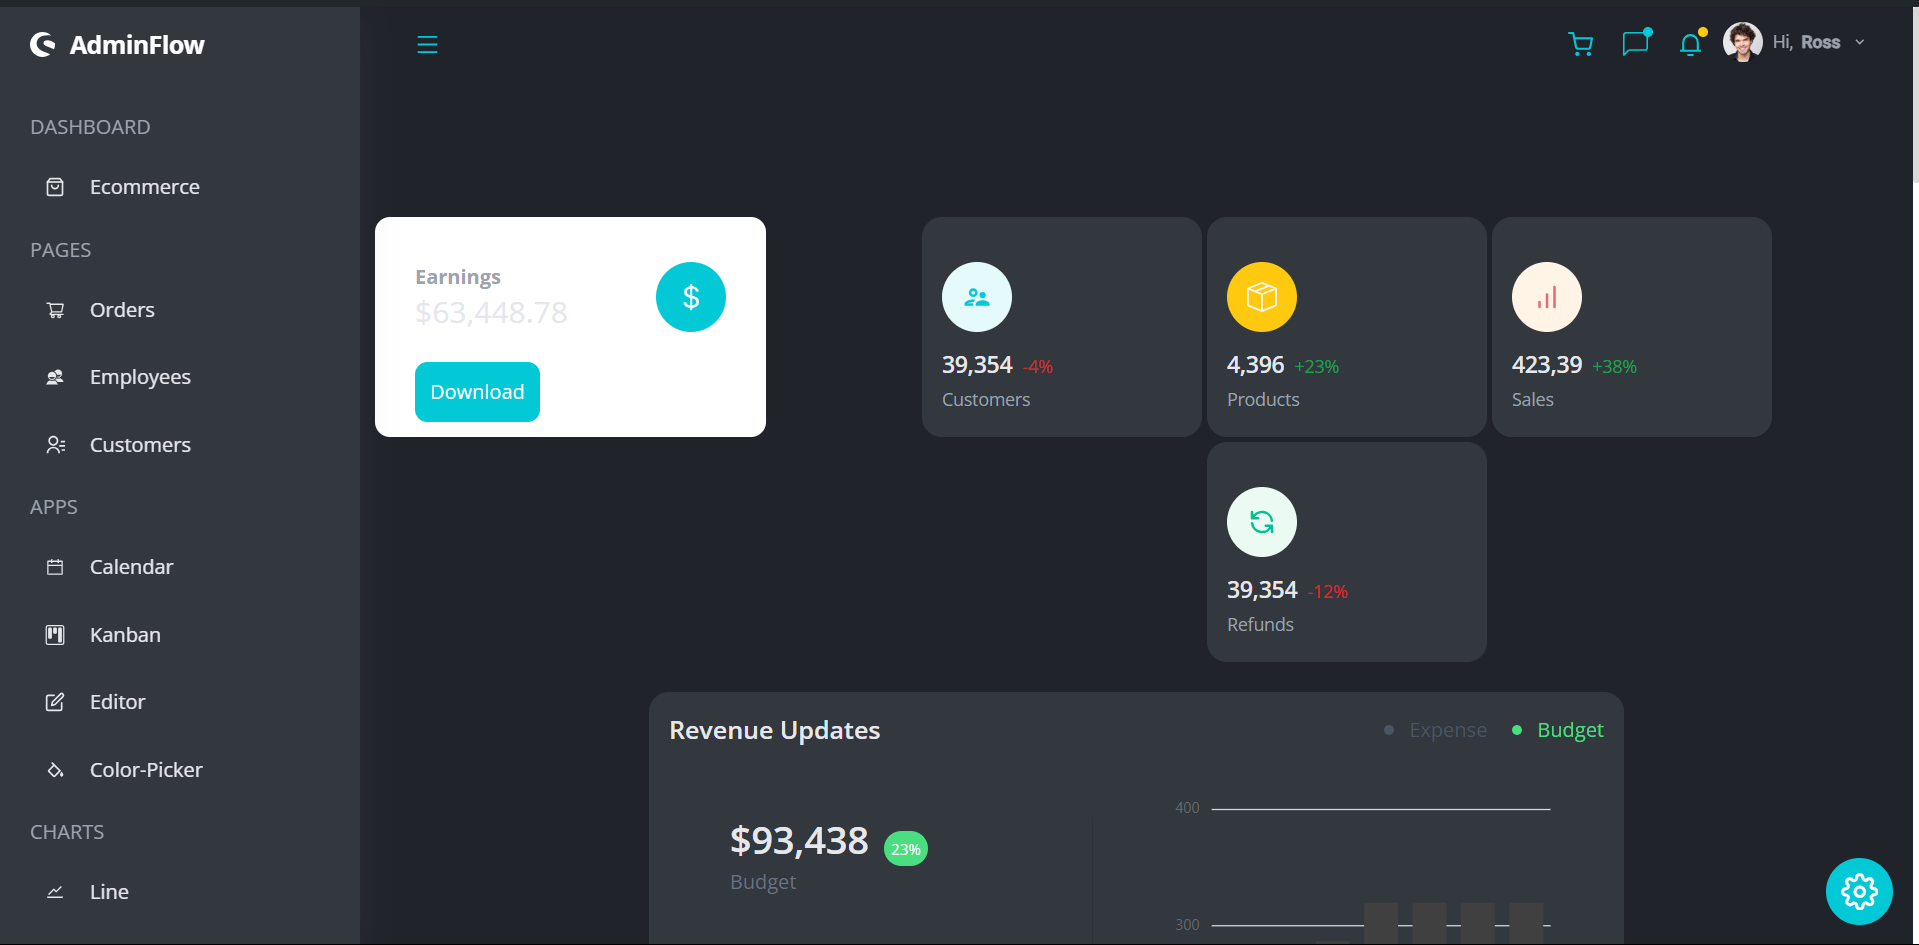 AdminFlow
Hi, Ross
DASHBOARD
Ecommerce
PAGES
Orders
Employees
Customers
APPS
Calendar
Kanban
Editor
Color-Picker
CHARTS
Line
Earnings
$63,448.78
$
Download
39,354 -4%
Customers
4,396 +23%
Products
423,39 +38%
Sales
39,354 -12%
Refunds
Revenue Updates
Expense
Budget
$93,438 23%
Budget
400
300